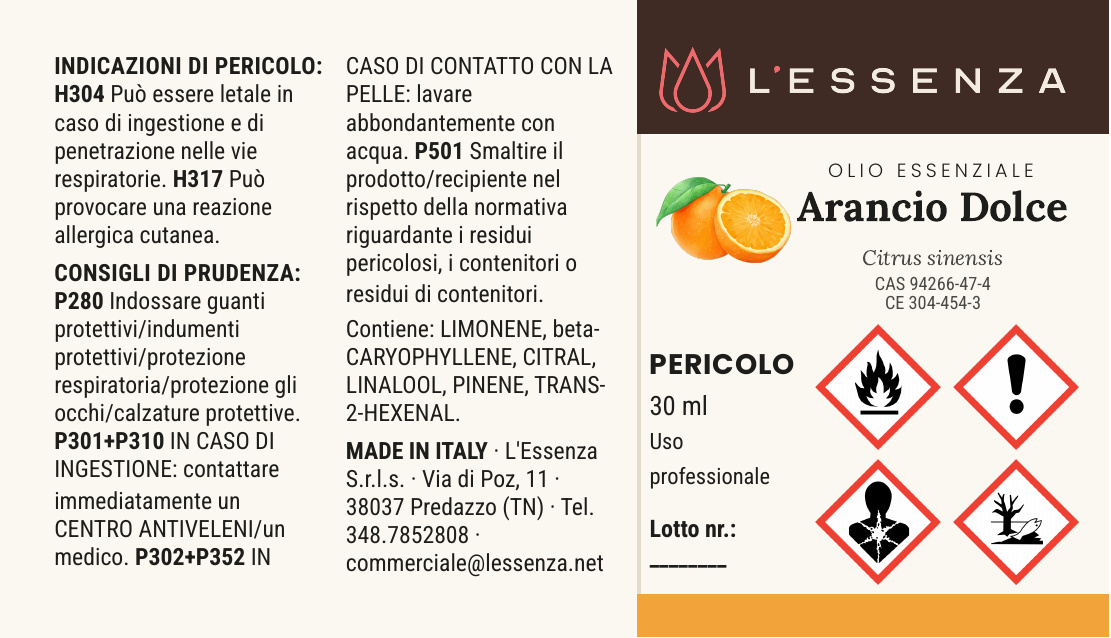 INDICAZIONI DI PERICOLO:
H304 Può essere letale in
caso di ingestione e di
penetrazione nelle vie
respiratorie. H317 Può
provocare una reazione
allergica cutanea.
CONSIGLI DI PRUDENZA:
P280 Indossare guanti
protettivi/indumenti
protettivi/protezione
respiratoria/protezione gli
occhi/calzature protettive.
P301+P310 IN CASO DI
INGESTIONE: contattare
immediatamente un
CENTRO ANTIVELENI/un
medico. P302+P352 IN
CASO DI CONTATTO CON LA
PELLE: lavare
abbondantemente con
acqua. P501 Smaltire il
prodotto/recipiente nel
rispetto della normativa
riguardante i residui
pericolosi, i contenitori o
residui di contenitori.
Contiene: LIMONENE, beta-
CARYOPHYLLENE, CITRAL,
LINALOOL, PINENE, TRANS-
2-HEXENAL.
MADE IN ITALY · L'Essenza
S.r.l.s. · Via di Poz, 11 ·
38037 Predazzo (TN) · Tel.
348.7852808 ·
commerciale@lessenza.net
L'ESSENZA
OLIO ESSENZIALE
Arancio Dolce
Citrus sinensis
CAS 94266-47-4
CE 304-454-3
PERICOLO
30 ml
Uso
professionale
Lotto nr.:
________